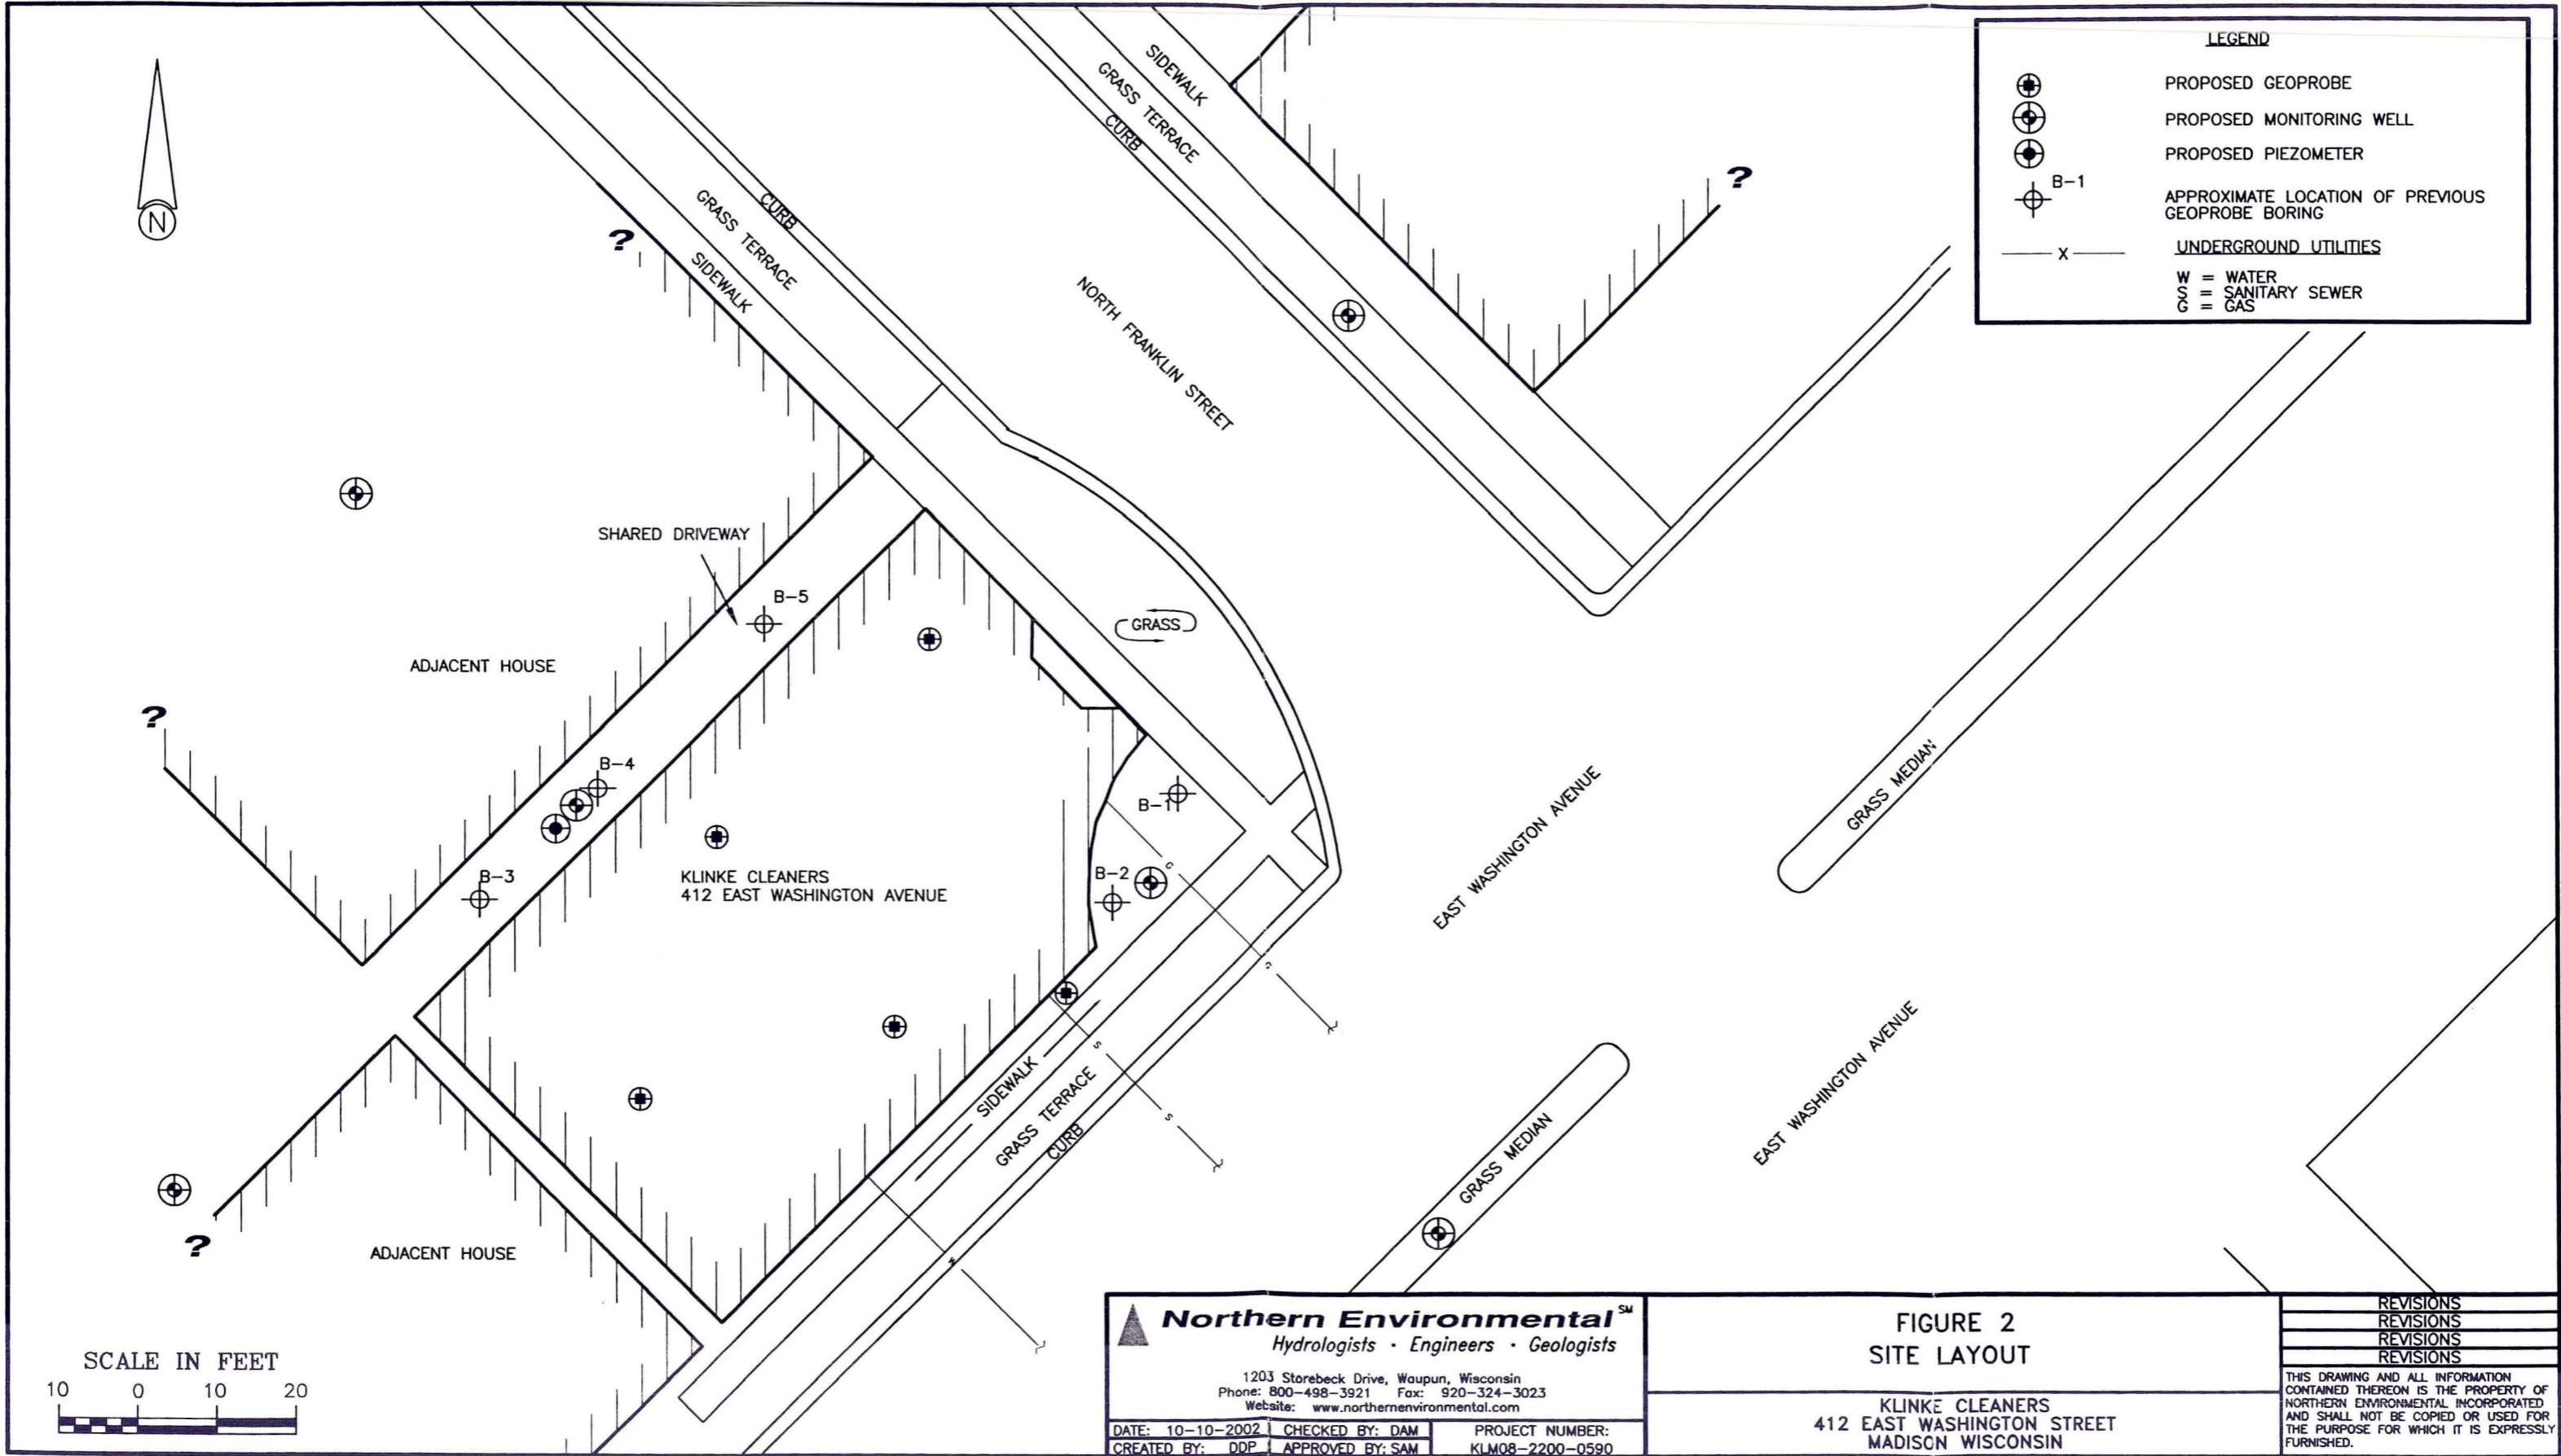 LEGEND
PROPOSED GEOPROBE
PROPOSED MONITORING WELL
PROPOSED PIEZOMETER
B-1
APPROXIMATE LOCATION OF PREVIOUS
GEOPROBE BORING
X
UNDERGROUND UTILITIES
W = WATER
S = SANITARY SEWER
G = GAS
N
SIDEWALK
GRASS TERRACE
CURB
?
CURB
GRASS TERRACE
SIDEWALK
?
NORTH FRANKLIN STREET
SHARED DRIVEWAY
B-5
GRASS
ADJACENT HOUSE
?
B-4
B-1
B-3
B-2
KLINKE CLEANERS
412 EAST WASHINGTON AVENUE
G
G
EAST WASHINGTON AVENUE
GRASS MEDIAN
S
S
SIDEWALK
GRASS TERRACE
CURB
EAST WASHINGTON AVENUE
GRASS MEDIAN
?
ADJACENT HOUSE
SCALE IN FEET
10 0 10 20
Northern Environmental SM
Hydrologists · Engineers · Geologists
1203 Storebeck Drive, Waupun, Wisconsin
Phone: 800-498-3921 Fax: 920-324-3023
Website: www.northernenvironmental.com
DATE: 10-10-2002 CHECKED BY: DAM
CREATED BY: DDP APPROVED BY: SAM
PROJECT NUMBER:
KLM08-2200-0590
FIGURE 2
SITE LAYOUT
KLINKE CLEANERS
412 EAST WASHINGTON STREET
MADISON WISCONSIN
REVISIONS
REVISIONS
REVISIONS
REVISIONS
THIS DRAWING AND ALL INFORMATION
CONTAINED THEREON IS THE PROPERTY OF
NORTHERN ENVIRONMENTAL INCORPORATED
AND SHALL NOT BE COPIED OR USED FOR
THE PURPOSE FOR WHICH IT IS EXPRESSLY
FURNISHED.